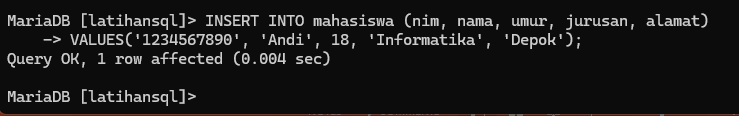 MariaDB [latihansql]> INSERT INTO mahasiswa (nim, nama, umur, jurusan, alamat)
    -> VALUES('1234567890', 'Andi', 18, 'Informatika', 'Depok');
Query OK, 1 row affected (0.004 sec)
MariaDB [latihansql]>